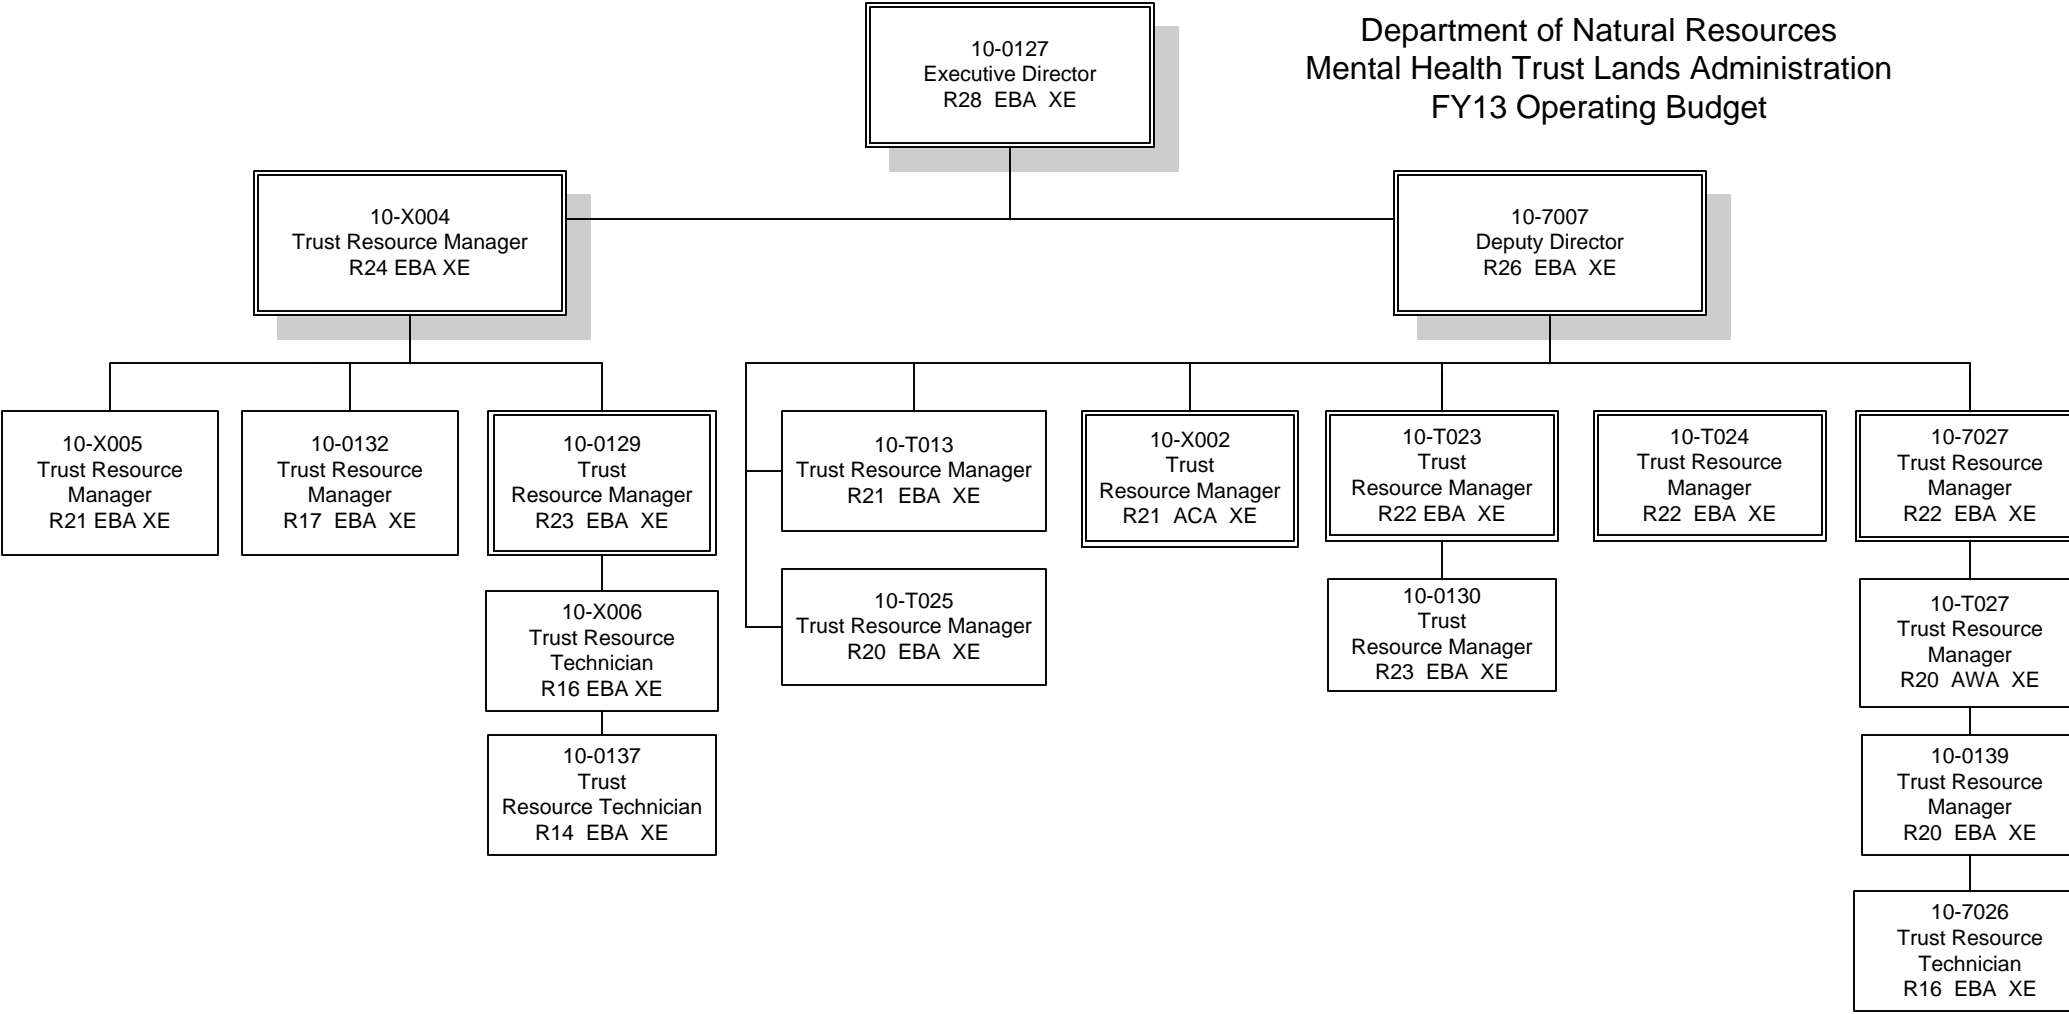 Department of Natural Resources
Mental Health Trust Lands Administration
FY13 Operating Budget
10-0127
Executive Director
R28 EBA XE
10-X004
Trust Resource Manager
R24 EBA XE
10-7007
Deputy Director
R26 EBA XE
10-X005
Trust Resource
Manager
R21 EBA XE
10-0132
Trust Resource
Manager
R17 EBA XE
10-0129
Trust
Resource Manager
R23 EBA XE
10-X006
Trust Resource
Technician
R16 EBA XE
10-0137
Trust
Resource Technician
R14 EBA XE
10-T013
Trust Resource Manager
R21 EBA XE
10-T025
Trust Resource Manager
R20 EBA XE
10-X002
Trust
Resource Manager
R21 ACA XE
10-T023
Trust
Resource Manager
R22 EBA XE
10-0130
Trust
Resource Manager
R23 EBA XE
10-T024
Trust Resource
Manager
R22 EBA XE
10-7027
Trust Resource
Manager
R22 EBA XE
10-T027
Trust Resource
Manager
R20 AWA XE
10-0139
Trust Resource
Manager
R20 EBA XE
10-7026
Trust Resource
Technician
R16 EBA XE